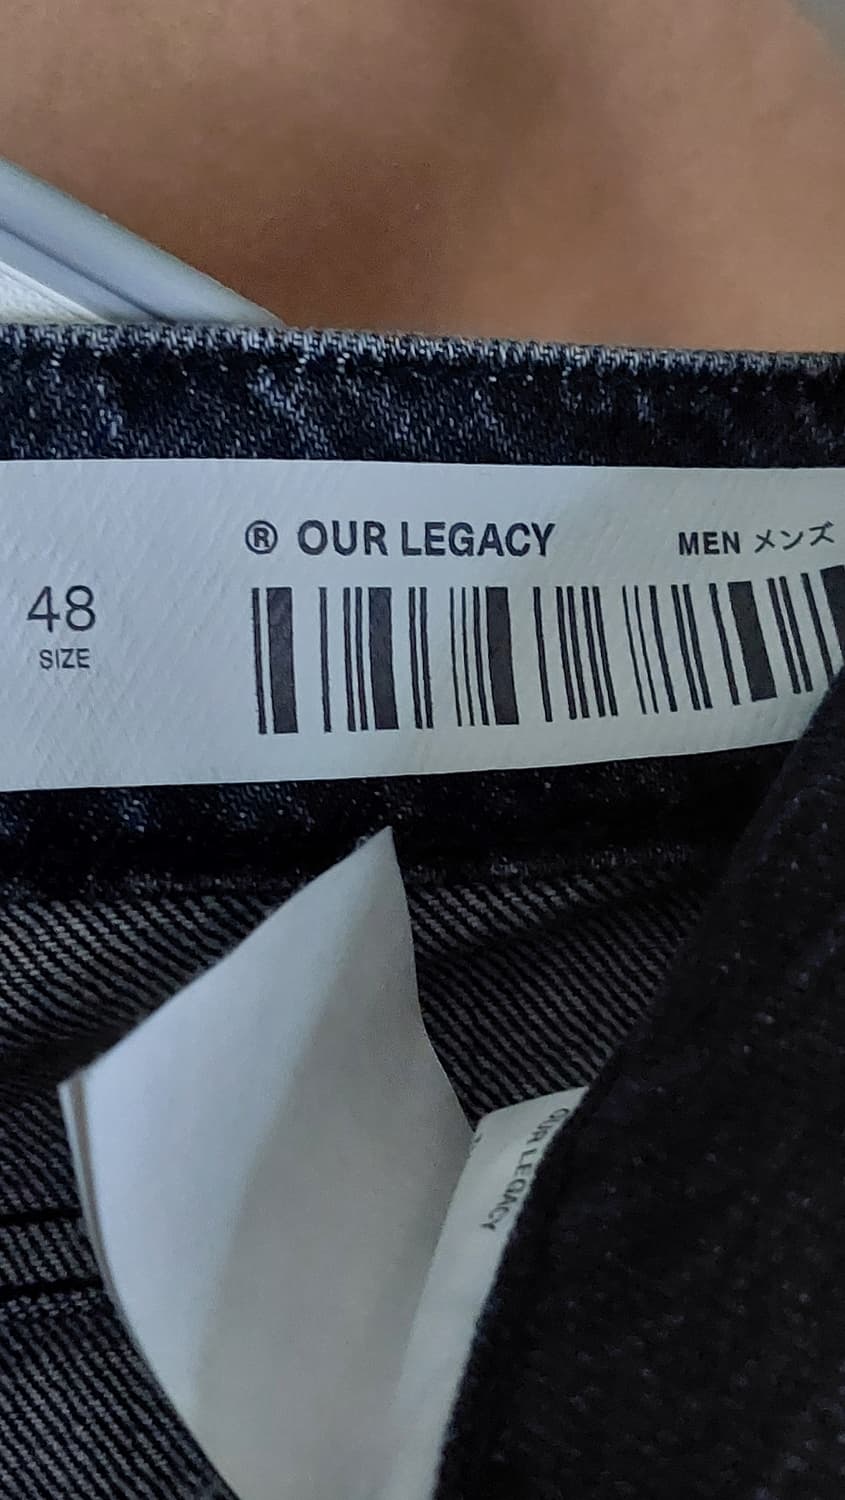 ® OUR LEGACY
MEN メンズ
48
SIZE
OUR LEGACY